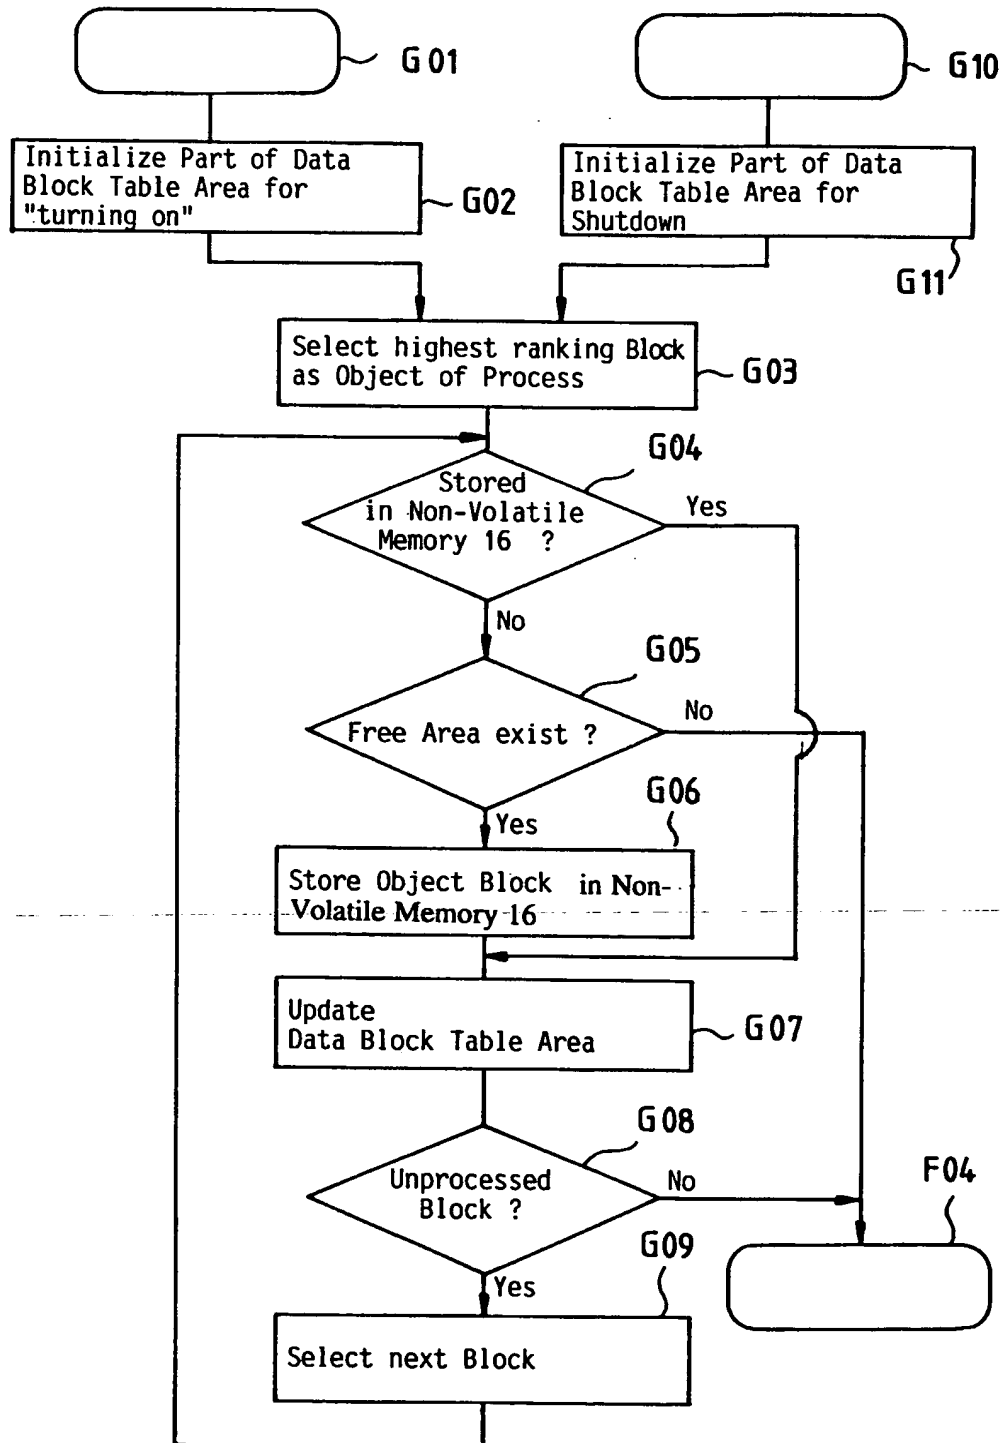 G01
G10
Initialize Part of Data
Block Table Area for
"turning on"
G02
Initialize Part of Data
Block Table Area for
Shutdown
G11
Select highest ranking Block
as Object of Process
G03
G04
Stored
in Non-Volatile
Memory 16 ?
Yes
No
G05
Free Area exist ?
No
G06
Yes
Store Object Block in Non-
Volatile Memory 16
Update
Data Block Table Area
G07
G08
Unprocessed
Block ?
No
F04
G09
Yes
Select next Block